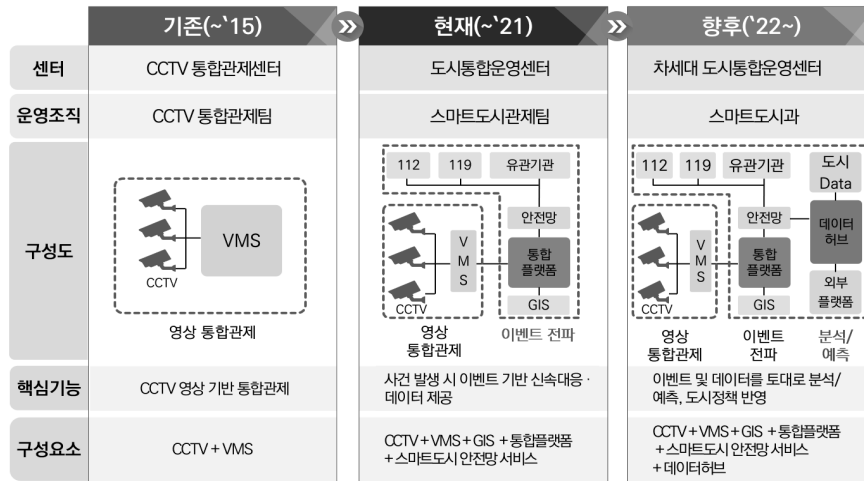 기존(~`15)
현재(~`21)
향후(`22~)
센터
CCTV 통합관제센터
도시통합운영센터
차세대 도시통합운영센터
운영조직
CCTV 통합관제팀
스마트도시관제팀
스마트도시과
구성도
CCTV
VMS
영상 통합관제
112
119
유관기관
안전망
V
M
S
통합
플랫폼
GIS
CCTV
영상
통합관제
이벤트 전파
112
119
유관기관
도시
Data
안전망
데이터
허브
V
M
S
통합
플랫폼
외부
플랫폼
GIS
CCTV
영상
통합관제
이벤트
전파
분석/
예측
핵심기능
CCTV 영상 기반 통합관제
사건 발생 시 이벤트 기반 신속대응 ·
데이터 제공
이벤트 및 데이터를 토대로 분석/
예측, 도시정책 반영
구성요소
CCTV + VMS
CCTV + VMS + GIS + 통합플랫폼
+ 스마트도시 안전망 서비스
CCTV + VMS + GIS + 통합플랫폼
+ 스마트도시 안전망 서비스
+ 데이터허브